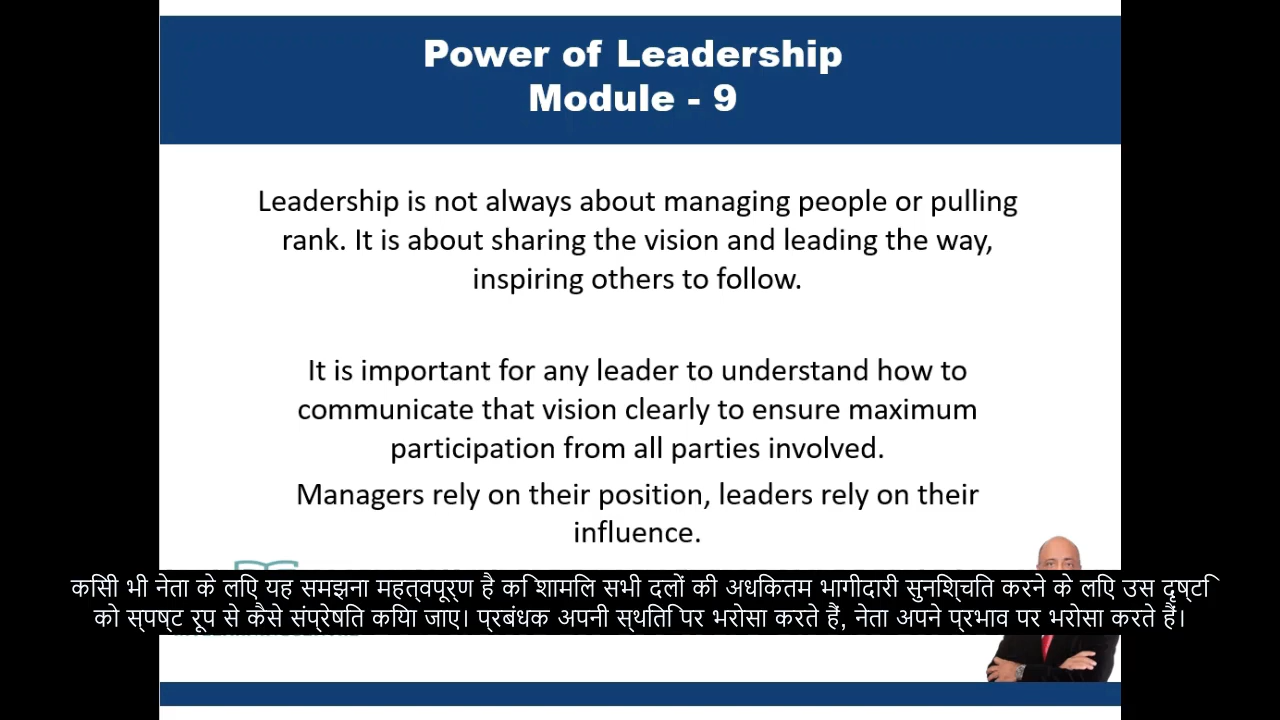 Power of Leadership
Module - 9
Leadership is not always about managing people or pulling
rank. It is about sharing the vision and leading the way,
inspiring others to follow.
It is important for any leader to understand how to
communicate that vision clearly to ensure maximum
participation from all parties involved.
Managers rely on their position, leaders rely on their
influence.
किसी भी नेता के लिए यह समझना महत्वपूर्ण है कि शामिल सभी दलों की अधिकतम भागीदारी सुनिश्चित करने के लिए उस दृष्टि
को स्पष्ट रूप से कैसे संप्रेषित किया जाए। प्रबंधक अपनी स्थिति पर भरोसा करते हैं, नेता अपने प्रभाव पर भरोसा करते हैं।